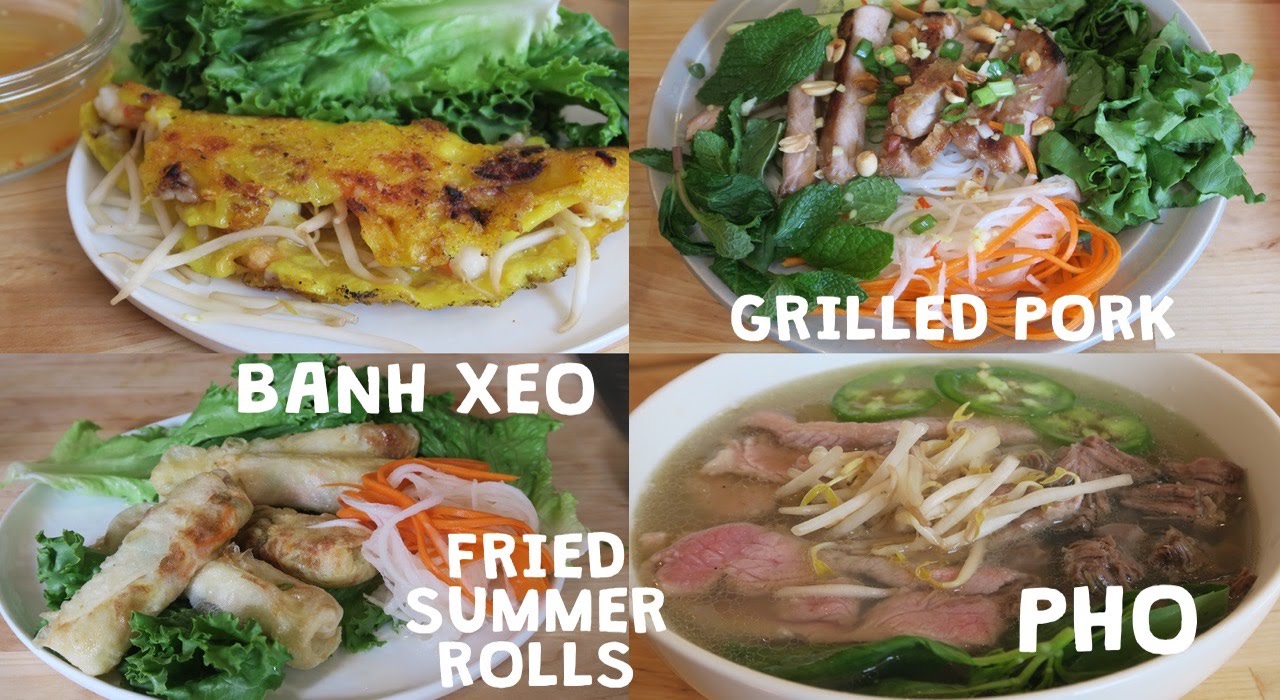 GRILLED PORK
BANH XEO
FRIED
SUMMER
ROLLS
PHO